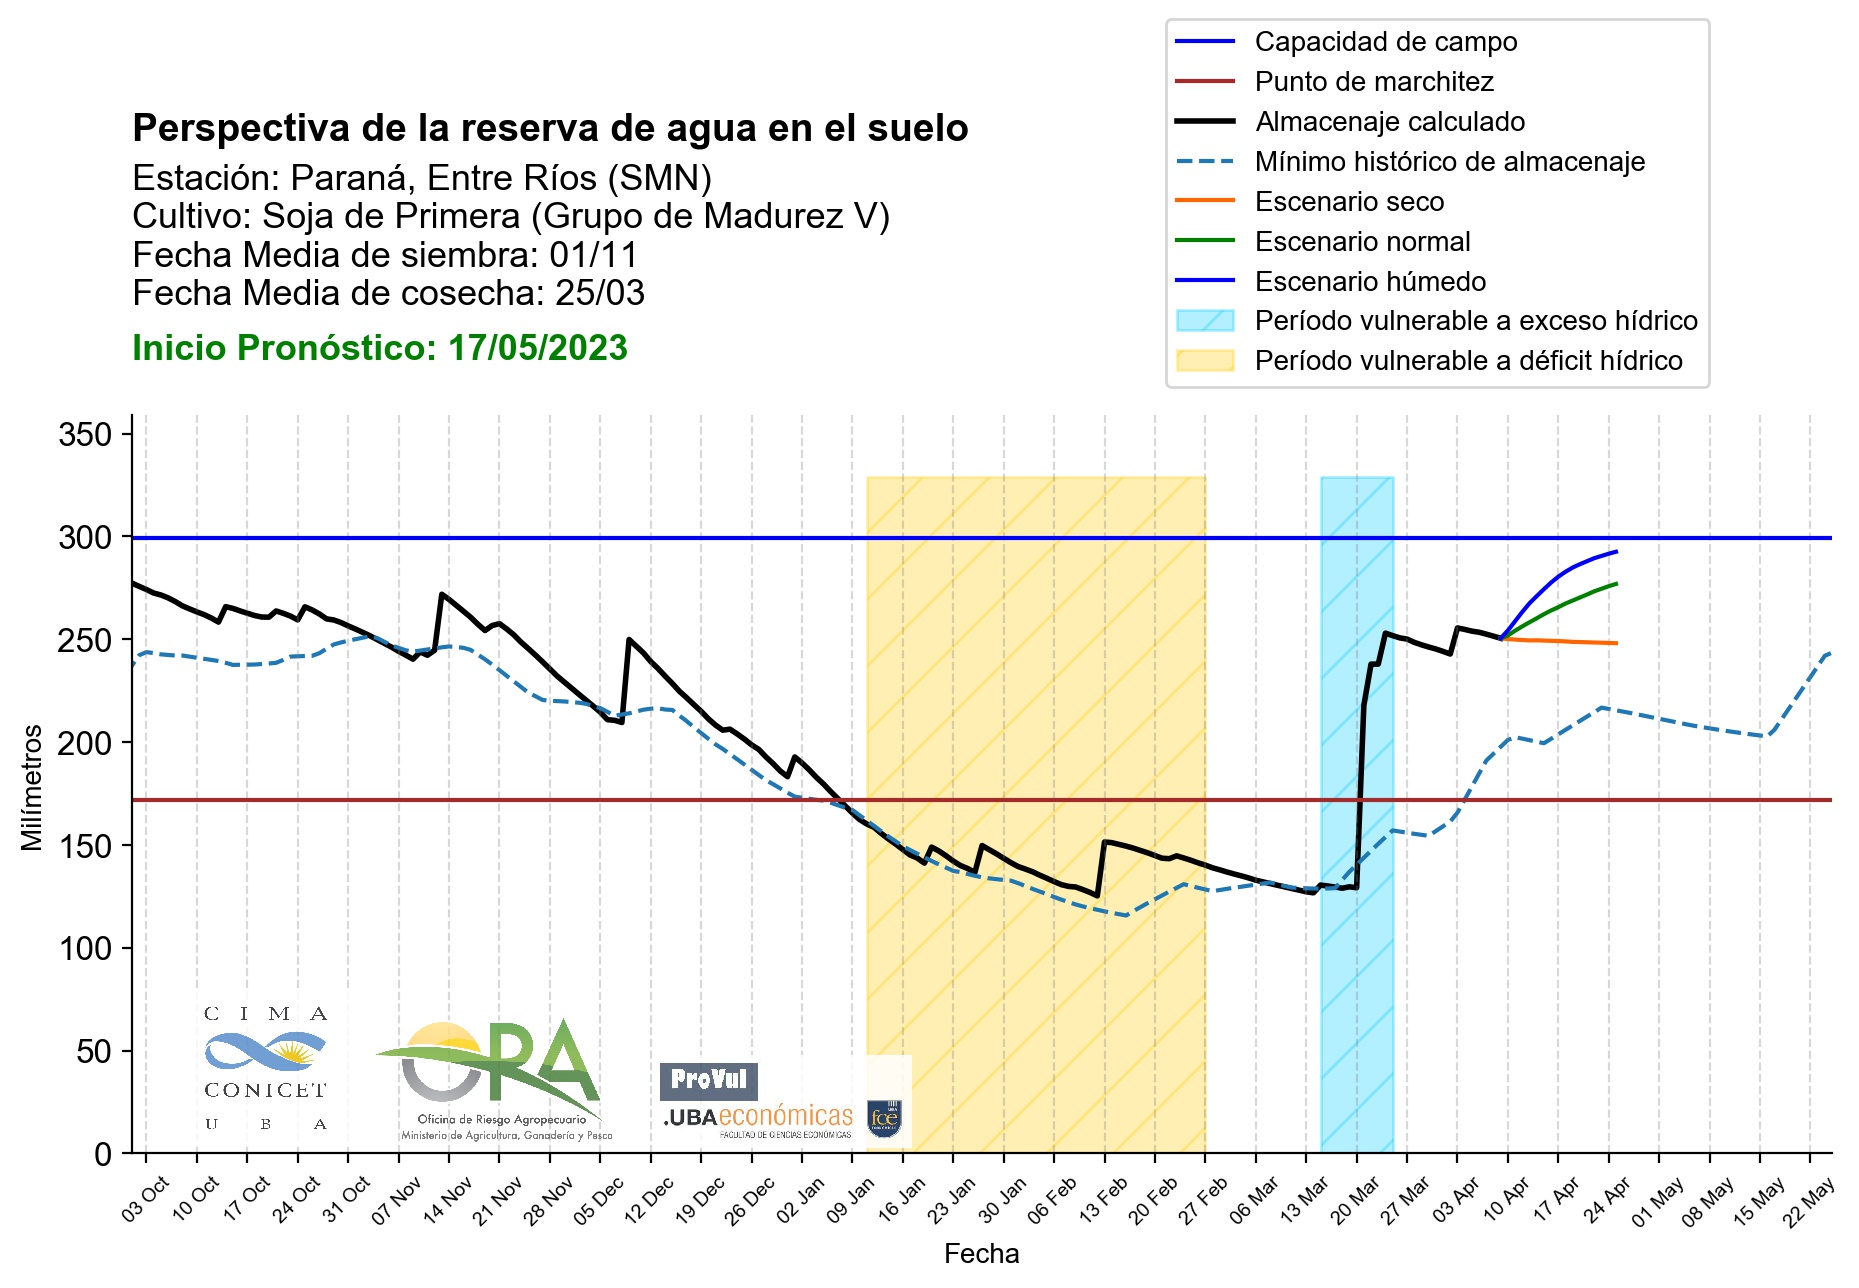 Capacidad de campo
Punto de marchitez
Almacenaje calculado
Mínimo histórico de almacenaje
Escenario seco
Escenario normal
Escenario húmedo
Período vulnerable a exceso hídrico
Período vulnerable a déficit hídrico
Perspectiva de la reserva de agua en el suelo
Estación: Paraná, Entre Ríos (SMN)
Cultivo: Soja de Primera (Grupo de Madurez V)
Fecha Media de siembra: 01/11
Fecha Media de cosecha: 25/03
Inicio Pronóstico: 17/05/2023
350
300
250
200
150
100
50
0
Milímetros
C I M A
CONICET
U B A
ORA
Oficina de Riesgo Agropecuario
Ministerio de Agricultura, Ganadería y Pesca
ProVul
.UBAeconómicas
FACULTAD DE CIENCIAS ECONÓMICAS
UBA
fce
ECONÓMICAS
03 Oct
10 Oct
17 Oct
24 Oct
31 Oct
07 Nov
14 Nov
21 Nov
28 Nov
05 Dec
12 Dec
19 Dec
26 Dec
02 Jan
09 Jan
16 Jan
23 Jan
30 Jan
06 Feb
13 Feb
20 Feb
27 Feb
06 Mar
13 Mar
20 Mar
27 Mar
03 Apr
10 Apr
17 Apr
24 Apr
01 May
08 May
15 May
22 May
Fecha